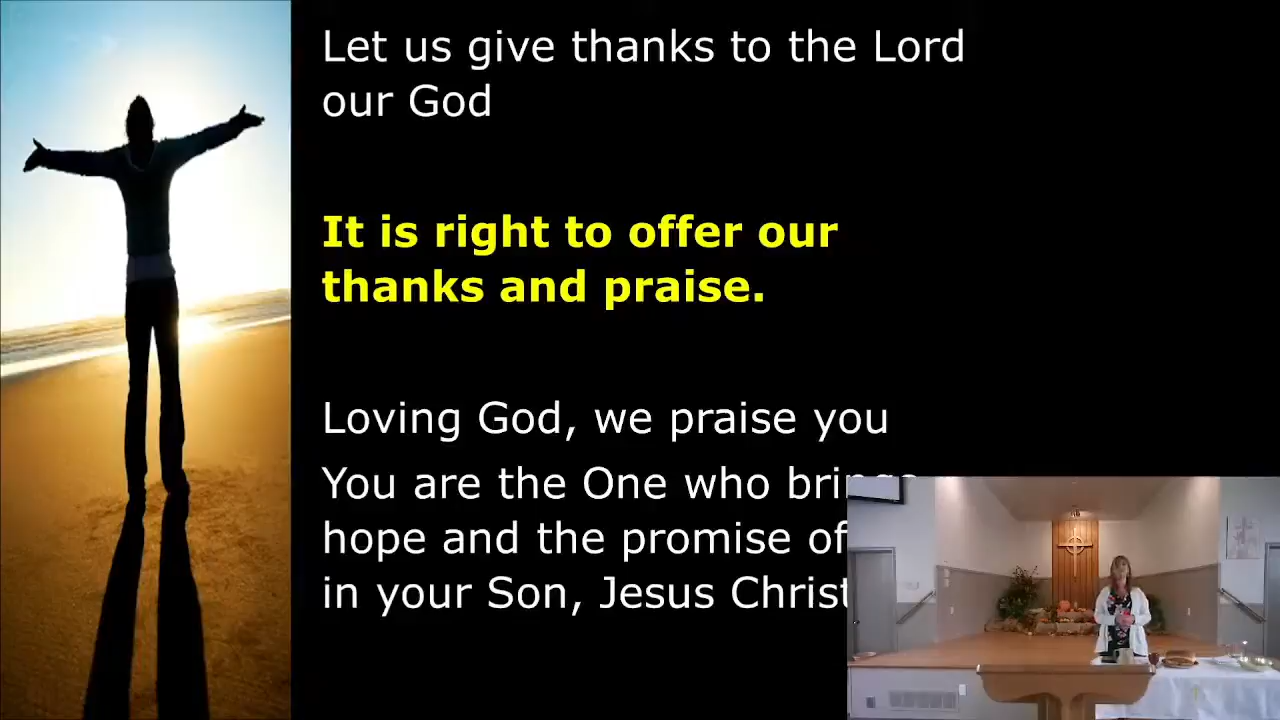 Let us give thanks to the Lord
our God
It is right to offer our
thanks and praise.
Loving God, we praise you
You are the One who brings
hope and the promise of
in your Son, Jesus Christ